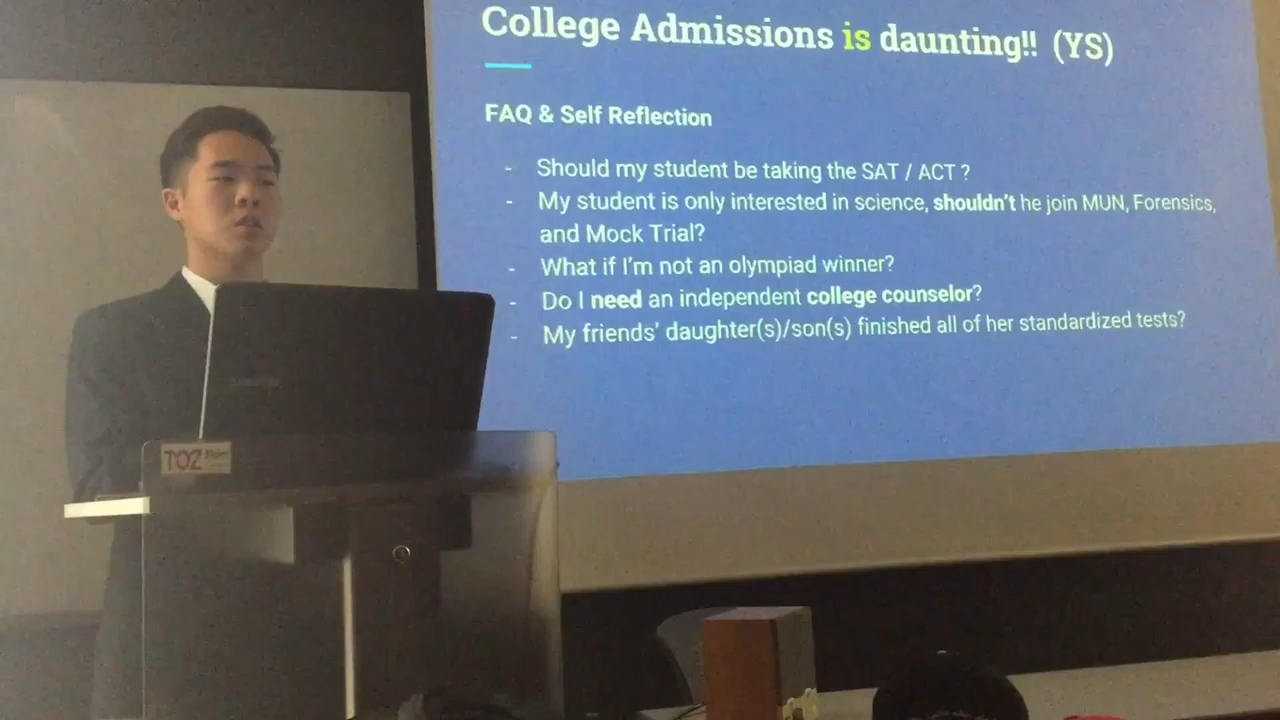 College Admissions is daunting!! (YS)
FAQ & Self Reflection
- Should my student be taking the SAT / ACT ?
- My student is only interested in science, shouldn't he join MUN, Forensics,
and Mock Trial?
- What if I'm not an olympiad winner?
- Do I need an independent college counselor?
- My friends' daughter(s)/son(s) finished all of her standardized tests?
SAMSUNG
TOZ